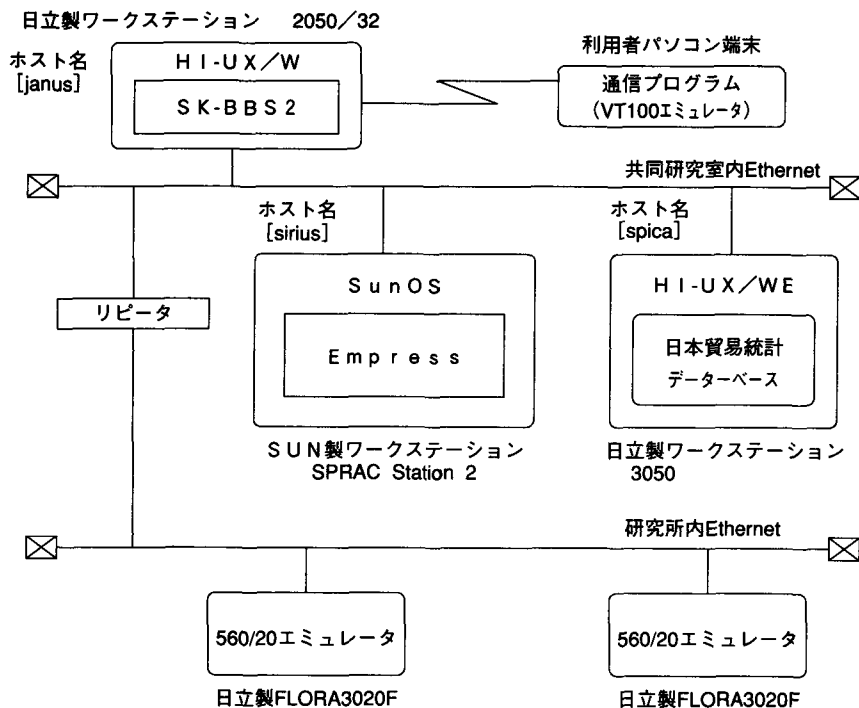 日立製ワークステーション 2050／32
ホスト名
[janus]
ＨＩ-ＵＸ／Ｗ
ＳＫ-ＢＢＳ２
利用者パソコン端末
通信プログラム
(VT100エミュレータ)
共同研究室内Ethernet
ホスト名
[sirius]
ホスト名
[spica]
ＳｕｎＯＳ
Ｅｍｐｒｅｓｓ
ＨＩ-ＵＸ／ＷＥ
日本貿易統計
データーベース
リピータ
ＳＵＮ製ワークステーション
SPRAC Station 2
日立製ワークステーション
3050
研究所内Ethernet
560/20エミュレータ
560/20エミュレータ
日立製FLORA3020F
日立製FLORA3020F